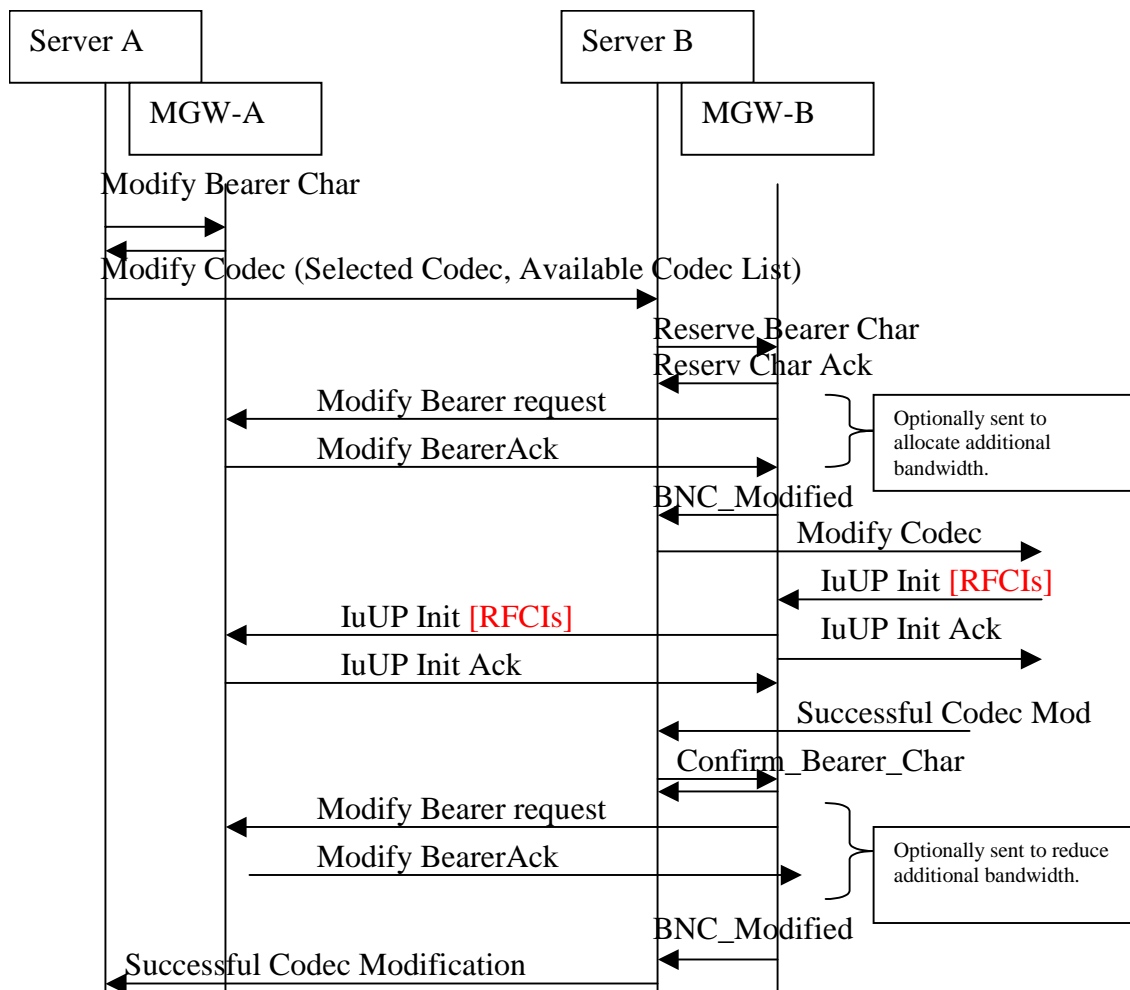 Server A
Server B
MGW-A
MGW-B
Modify Bearer Char
Modify Codec (Selected Codec, Available Codec List)
Reserve Bearer Char
Reserv Char Ack
Modify Bearer request
Optionally sent to
allocate additional
bandwidth.
Modify BearerAck
BNC_Modified
Modify Codec
IuUP Init [RFCIs]
IuUP Init [RFCIs]
IuUP Init Ack
IuUP Init Ack
Successful Codec Mod
Confirm_Bearer_Char
Modify Bearer request
Optionally sent to reduce
additional bandwidth.
Modify BearerAck
BNC_Modified
Successful Codec Modification